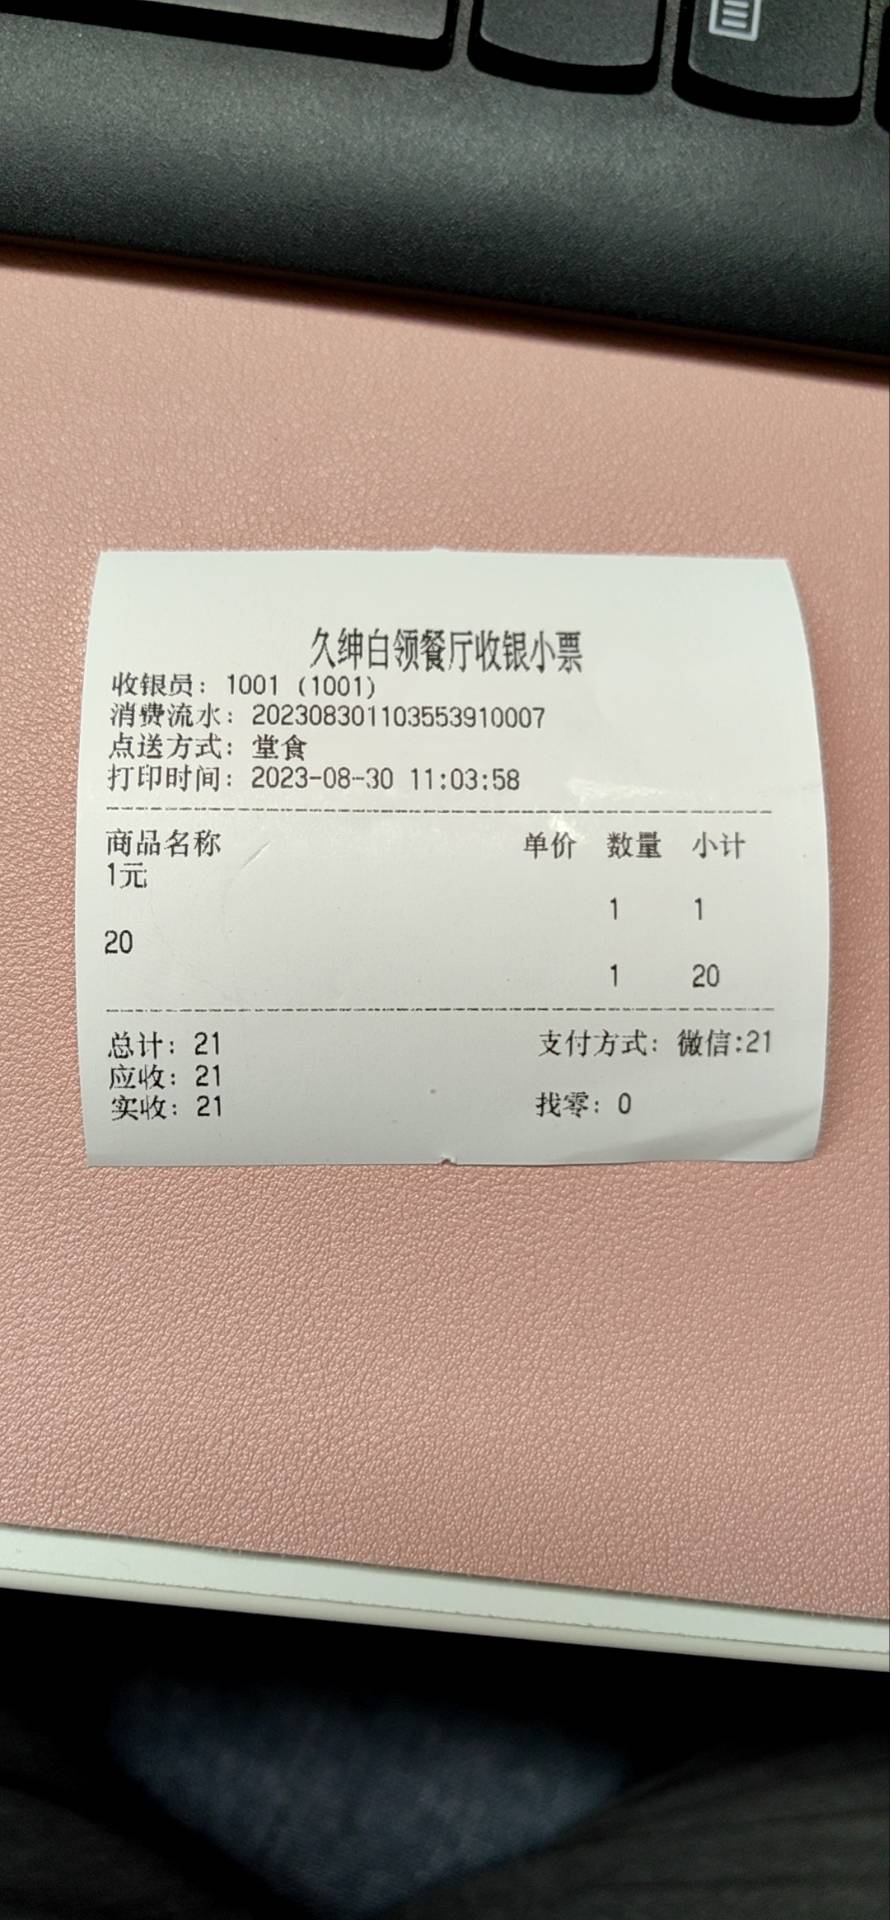 久绅白领餐厅收银小票
收银员：1001 (1001)
消费流水：202308301103553910007
点送方式：堂食
打印时间：2023-08-30 11:03:58
商品名称 单价 数量 小计
1元
1 1
20
1 20
总计：21 支付方式：微信:21
应收：21
实收：21 找零：0